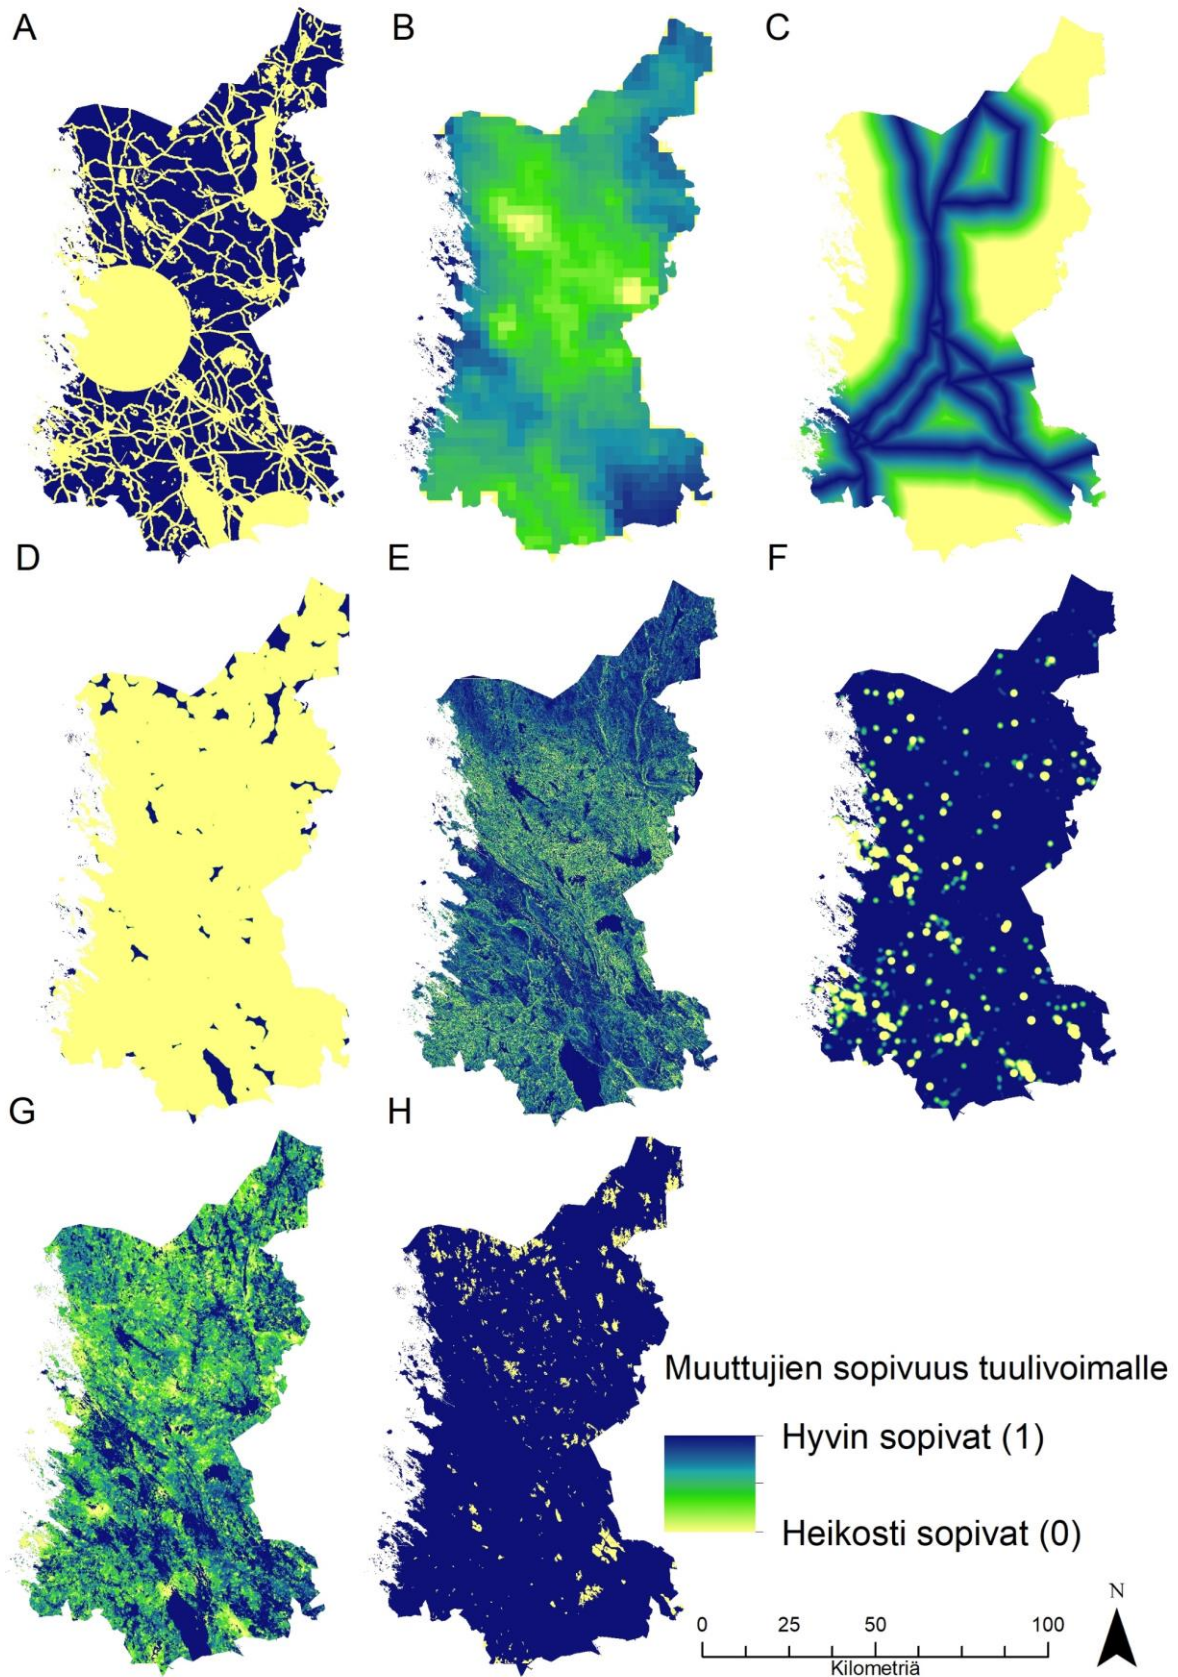 A
B
C
D
E
F
G
H
Muuttujien sopivuus tuulivoimalle
Hyvin sopivat (1)
Heikosti sopivat (0)
N
0 25 50 100
Kilometriä